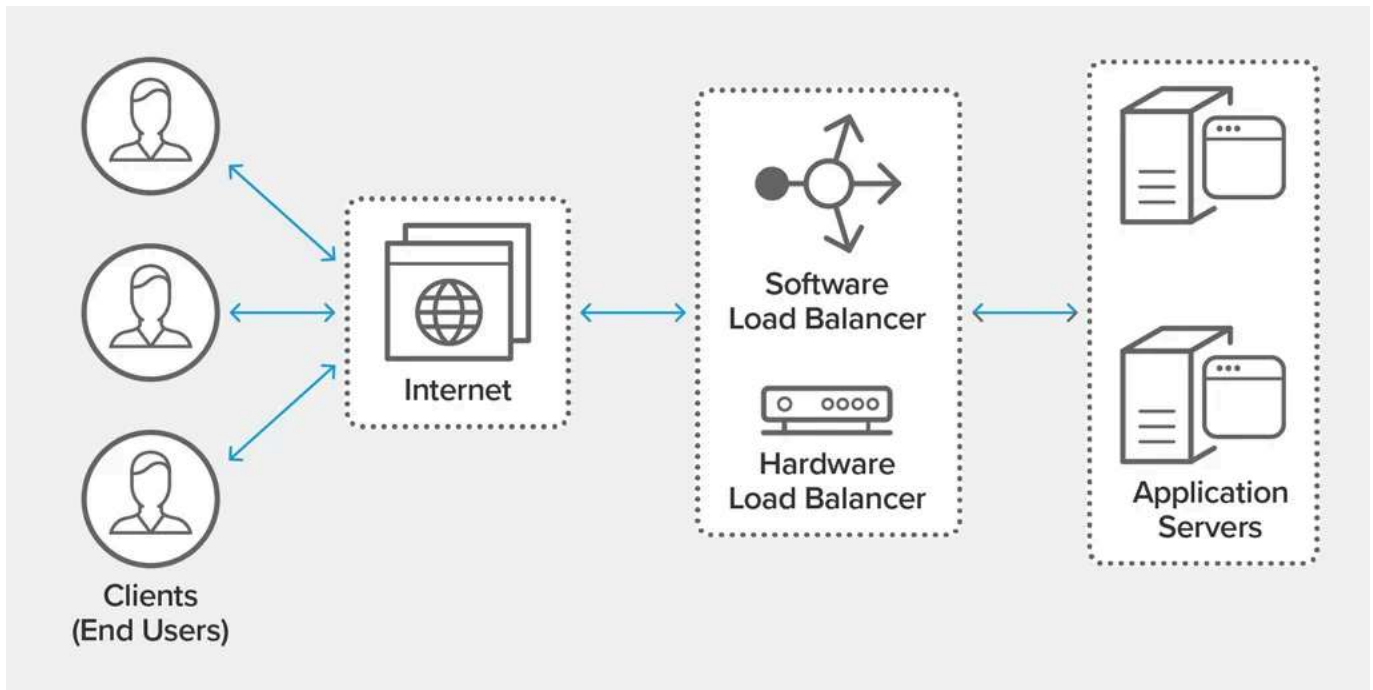 Clients
(End Users)
Internet
Software
Load Balancer
Hardware
Load Balancer
Application
Servers